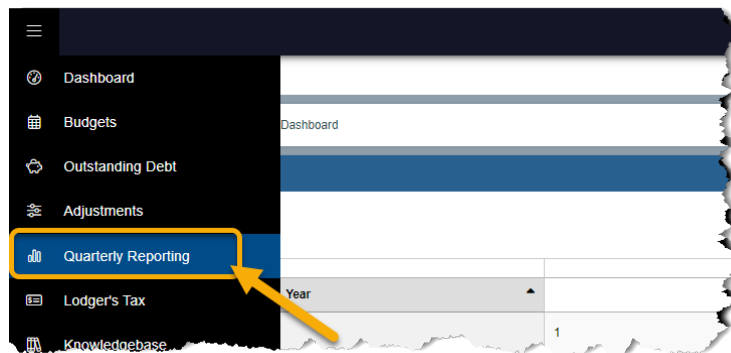 Dashboard
Budgets
Dashboard
Outstanding Debt
Adjustments
Quarterly Reporting
Lodger's Tax
Year
Knowledgebase
1